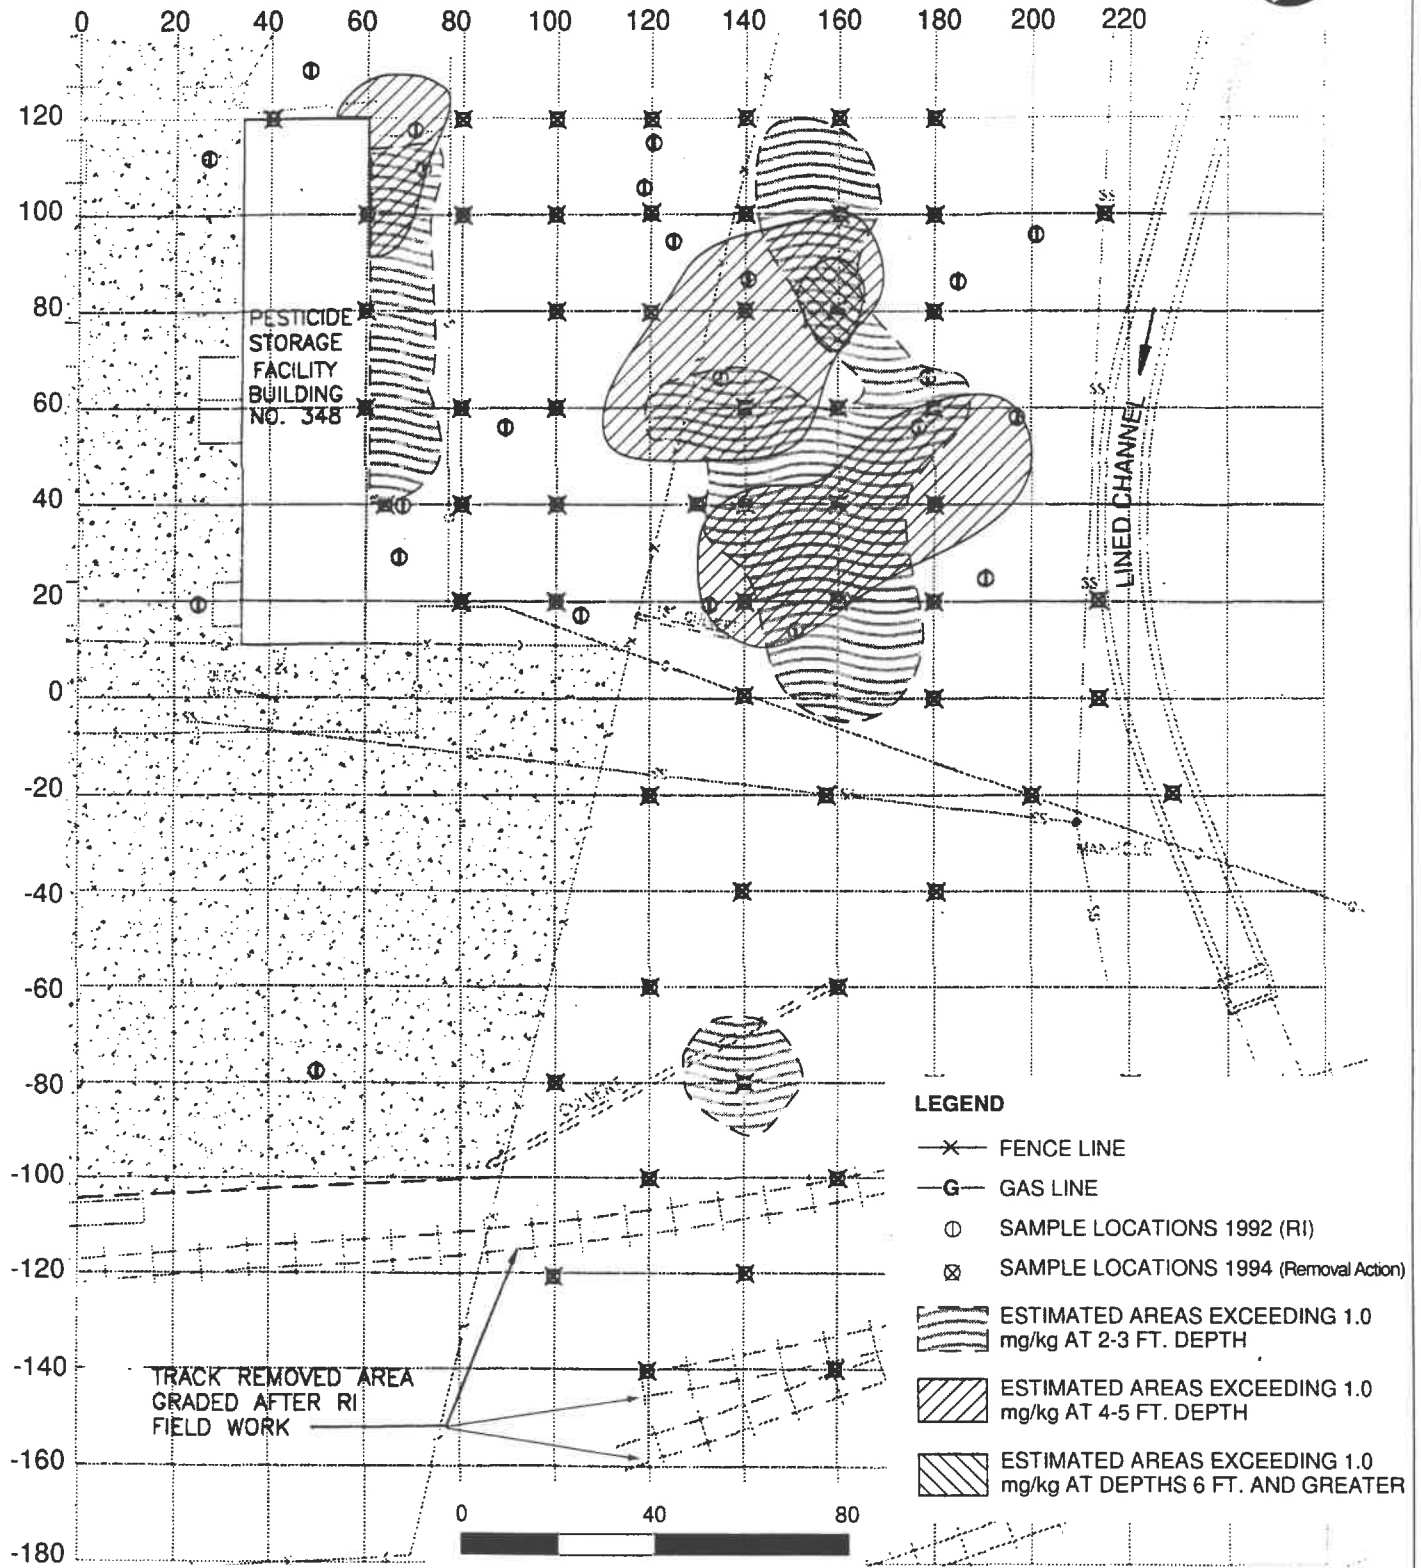 0 20 40 60 80 100 120 140 160 180 200 220
120
100
80
60
40
20
0
-20
-40
-60
-80
-100
-120
-140
-160
-180
PESTICIDE
STORAGE
FACILITY
BUILDING
NO. 348
SS
SS
SS
LINED CHANNEL
SS
SS
SS
MANHOLE
G
TRACK REMOVED AREA
GRADED AFTER RI
FIELD WORK
LEGEND
FENCE LINE
G GAS LINE
SAMPLE LOCATIONS 1992 (RI)
SAMPLE LOCATIONS 1994 (Removal Action)
ESTIMATED AREAS EXCEEDING 1.0
mg/kg AT 2-3 FT. DEPTH
ESTIMATED AREAS EXCEEDING 1.0
mg/kg AT 4-5 FT. DEPTH
ESTIMATED AREAS EXCEEDING 1.0
mg/kg AT DEPTHS 6 FT. AND GREATER
0 40 80